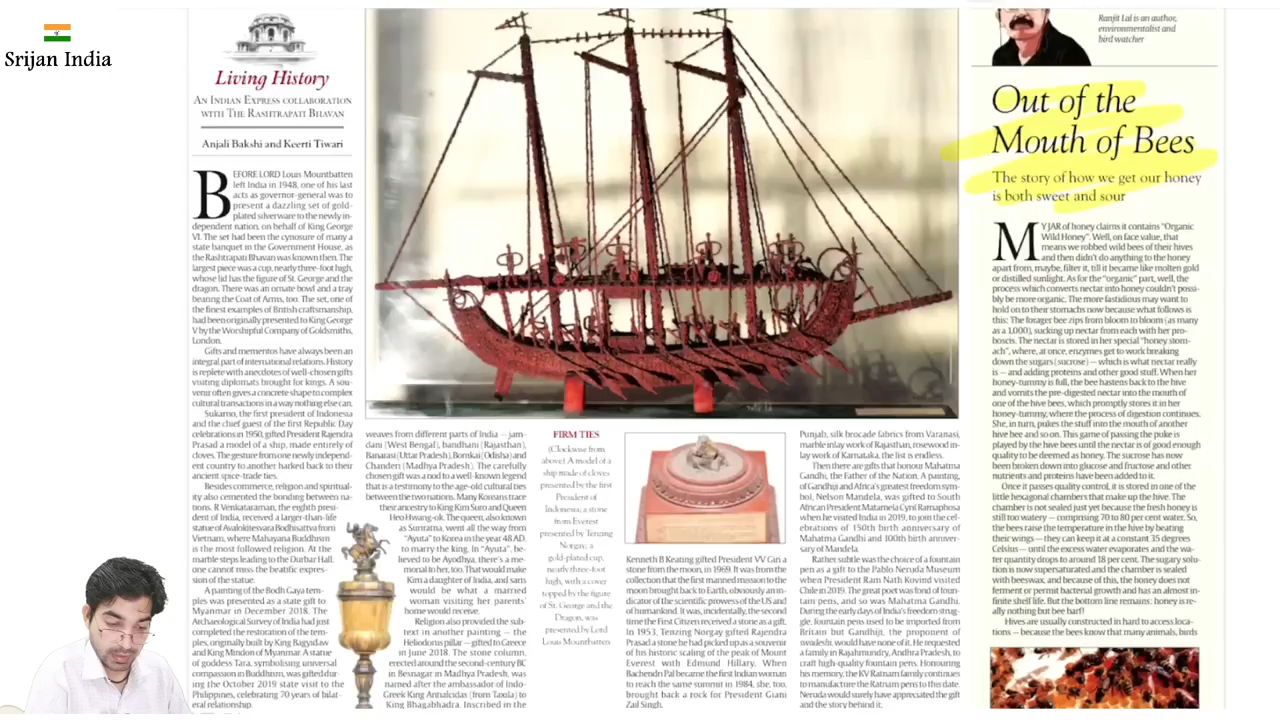 Srijan India
Living History
AN INDIAN EXPRESS COLLABORATION
WITH THE RASHTRAPATI BHAVAN
Anjali Bakshi and Keerti Tiwari
BEFORE LORD Louis Mountbatten
left India in 1948, one of his last
acts as governor-general was to
present a dazzling set of gold-
plated silverware to the newly in-
dependent nation, on behalf of King George
VI. The set had been the cynosure of many a
state banquet in the Government House, as
the Rashtrapati Bhavan was known then. The
largest piece was a cup, nearly three-foot high,
whose lid has the figure of St. George and the
dragon. There was an ornate bowl and a tray
bearing the Coat of Arms, too. The set, one of
the finest examples of British craftsmanship,
had been originally presented to King George
V by the Worshipful Company of Goldsmiths,
London.
Gifts and mementos have always been an
integral part of international relations. History
is replete with anecdotes of well-chosen gifts
visiting diplomats brought for kings. A sou-
venir often gives a concrete shape to complex
cultural transactions in a way nothing else can.
Sukarno, the first president of Indonesia
and the chief guest of the first Republic Day
celebrations in 1950, gifted President Rajendra
Prasad a model of a ship, made entirely of
cloves. The gesture from one newly independ-
ent country to another harked back to their
ancient spice-trade ties.
Besides commerce, religion and spiritual-
ity also cemented the bonding between na-
tions. R Venkataraman, the eighth presi-
dent of India, received a larger-than-life
statue of Avalokitesvara Bodhisattva from
Vietnam, where Mahayana Buddhism
is the most followed religion. At the
marble steps leading to the Durbar Hall,
one cannot miss the beatific expres-
sion of the statue.
A painting of the Bodh Gaya tem-
ples was presented as a state gift to
Myanmar in December 2018. The
Archaeological Survey of India had just
completed the restoration of the tem-
ples, originally built by King Bagyidaw
and King Mindon of Myanmar. A statue
of goddess Tara, symbolising universal
compassion in Buddhism, was gifted dur-
ing the October 2019 state visit to the
Philippines, celebrating 70 years of bilat-
eral relationship.
weaves from different parts of India — jam-
dani (West Bengal), bandhani (Rajasthan),
Banarasi (Uttar Pradesh), Bomkai (Odisha) and
Chanderi (Madhya Pradesh). The carefully
chosen gift was a nod to a well-known legend
that is testimony to the age-old cultural ties
between the two nations. Many Koreans trace
their ancestry to King Kim Suro and Queen
Heo Hwang-ok. The queen, also known
as Suriratna, went all the way from
"Ayuta" to Korea in the year 48 AD,
to marry the king. In "Ayuta", be-
lieved to be Ayodhya, there's a me-
morial to her, too. That would make
Kim a daughter of India, and saris
would be what a married
woman visiting her parents'
home would receive.
Religion also provided the sub-
text in another painting — the
Heliodorus pillar — gifted to Greece
in June 2018. The stone column,
erected around the second-century BC
in Besnagar in Madhya Pradesh, was
named after the ambassador of Indo-
Greek King Antialcidas (from Taxila) to
King Bhagabhadra. Inscribed in the
FIRM TIES
(Clockwise from
above) A model of a
ship made of cloves
presented by the first
President of
Indonesia; a stone
from Everest
presented by Tenzing
Norgay; a
gold-plated cup,
nearly three-foot
high, with a cover
topped by the figure
of St. George and the
Dragon, was
presented by Lord
Louis Mountbatten
Kenneth B Keating gifted President VV Giri a
stone from the moon, in 1969. It was from the
collection that the first manned mission to the
moon brought back to Earth, obviously an in-
dicator of the scientific prowess of the US and
of humankind. It was, incidentally, the second
time the First Citizen received a stone as a gift.
In 1953, Tenzing Norgay gifted Rajendra
Prasad a stone he had picked up as a souvenir
of his historic scaling of the peak of Mount
Everest with Edmund Hillary. When
Bachendri Pal became the first Indian woman
to reach the same summit in 1984, she, too,
brought back a rock for President Giani
Zail Singh.
Punjab, silk brocade fabrics from Varanasi,
marble inlay work of Rajasthan, rosewood in-
lay work of Karnataka, the list is endless.
Then there are gifts that honour Mahatma
Gandhi, the Father of the Nation. A painting,
of Gandhiji and Africa's greatest freedom sym-
bol, Nelson Mandela, was gifted to South
African President Matamela Cyril Ramaphosa
when he visited India in 2019, to join the cel-
ebrations of 150th birth anniversary of
Mahatma Gandhi and 100th birth anniver-
sary of Mandela.
Rather subtle was the choice of a fountain
pen as a gift to the Pablo Neruda Museum
when President Ram Nath Kovind visited
Chile in 2019. The great poet was fond of foun-
tain pens, and so was Mahatma Gandhi.
During the early days of India's freedom strug-
gle, fountain pens used to be imported from
Britain but Gandhiji, the proponent of
swadeshi, would have none of it. He requested
a family in Rajahmundry, Andhra Pradesh, to
craft high-quality fountain pens. Honouring
his memory, the KV Ratnam family continues
to manufacture the Ratnam pens to this date.
Neruda would surely have appreciated the gift
and the story behind it.
Ranjit Lal is an author,
environmentalist and
bird watcher
Out of the
Mouth of Bees
The story of how we get our honey
is both sweet and sour
MY JAR of honey claims it contains "Organic
Wild Honey". Well, on face value, that
means we robbed wild bees of their hives
and then didn't do anything to the honey
apart from, maybe, filter it, till it became like molten gold
or distilled sunlight. As for the "organic" part, well, the
process which converts nectar into honey couldn't possi-
bly be more organic. The more fastidious may want to
hold on to their stomachs now because what follows is
this: The forager bee zips from bloom to bloom (as many
as a 1,000), sucking up nectar from each with her pro-
boscis. The nectar is stored in her special "honey stom-
ach", where, at once, enzymes get to work breaking
down the sugars (sucrose) — which is what nectar really
is — and adding proteins and other good stuff. When her
honey-tummy is full, the bee hastens back to the hive
and vomits the pre-digested nectar into the mouth of
one of the hive bees, which promptly stores it in her
honey-tummy, where the process of digestion continues.
She, in turn, pukes the stuff into the mouth of another
hive bee and so on. This game of passing the puke is
played by the hive bees until the nectar is of good enough
quality to be deemed as honey. The sucrose has now
been broken down into glucose and fructose and other
nutrients and proteins have been added to it.
Once it passes quality control, it is stored in one of the
little hexagonal chambers that make up the hive. The
chamber is not sealed just yet because the fresh honey is
still too watery — comprising 70 to 80 per cent water. So,
the bees raise the temperature in the hive by beating
their wings — they can keep it at a constant 35 degrees
Celsius — until the excess water evaporates and the wa-
ter quantity drops to around 18 per cent. The sugary solu-
tion is now supersaturated and the chamber is sealed
with beeswax, and because of this, the honey does not
ferment or permit bacterial growth and has an almost in-
finite shelf life. But the bottom line remains: honey is re-
ally nothing but bee barf!
Hives are usually constructed in hard to access loca-
tions — because the bees know that many animals, birds